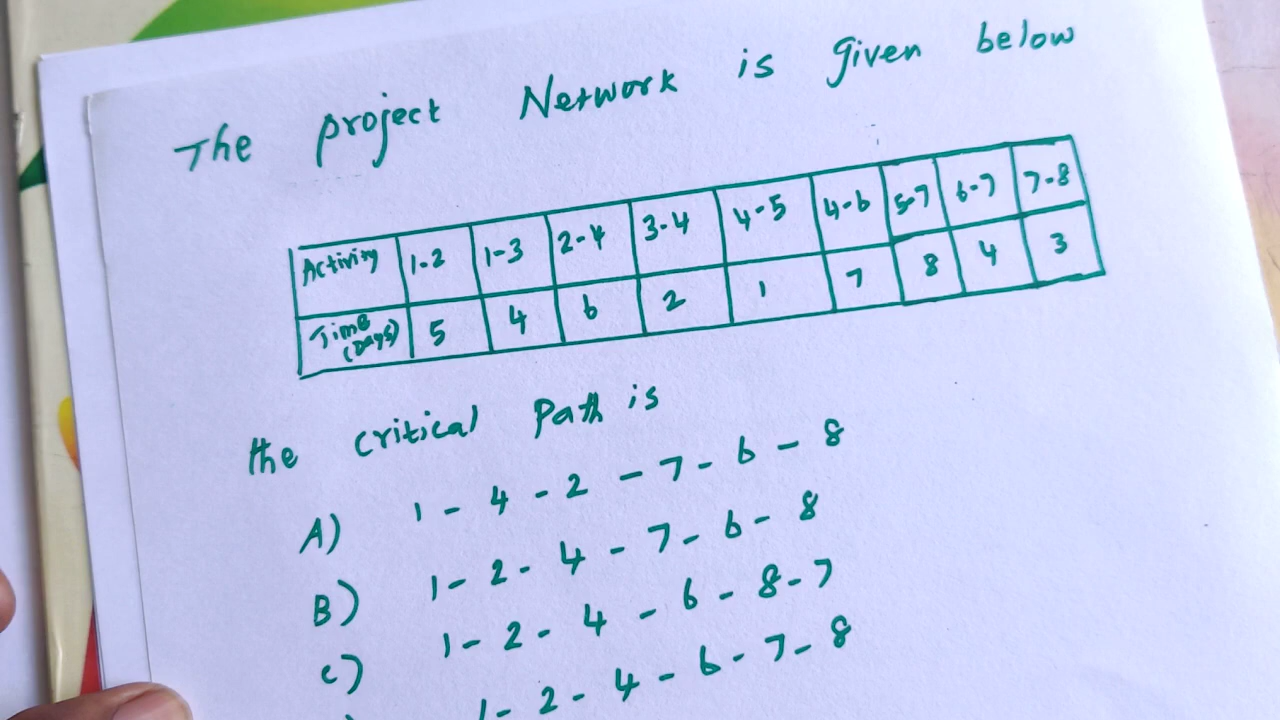 The project Network is given below
Activity 1-2 1-3 2-4 3-4 4-5 4-6 5-7 6-7 7-8
Time (Days) 5 4 6 2 1 7 8 4 3
the critical Path is
A) 1 - 4 - 2 - 7 - 6 - 8
B) 1 - 2 - 4 - 7 - 6 - 8
C) 1 - 2 - 4 - 6 - 8 - 7
1 - 2 - 4 - 6 - 7 - 8